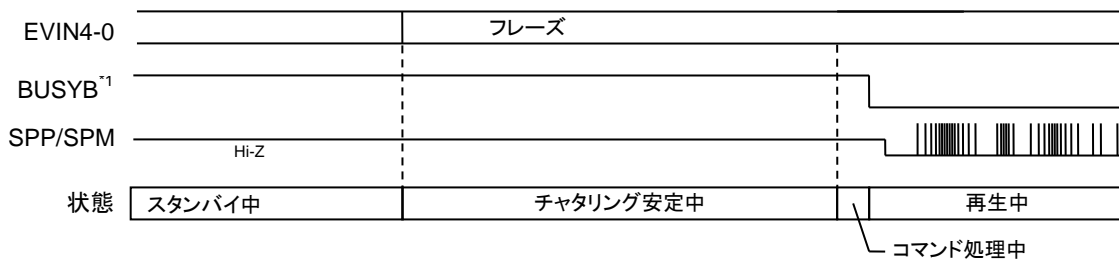 EVIN4-0 フレーズ
BUSYB*1
SPP/SPM
Hi-Z
状態 スタンバイ中 チャタリング安定中 再生中
コマンド処理中